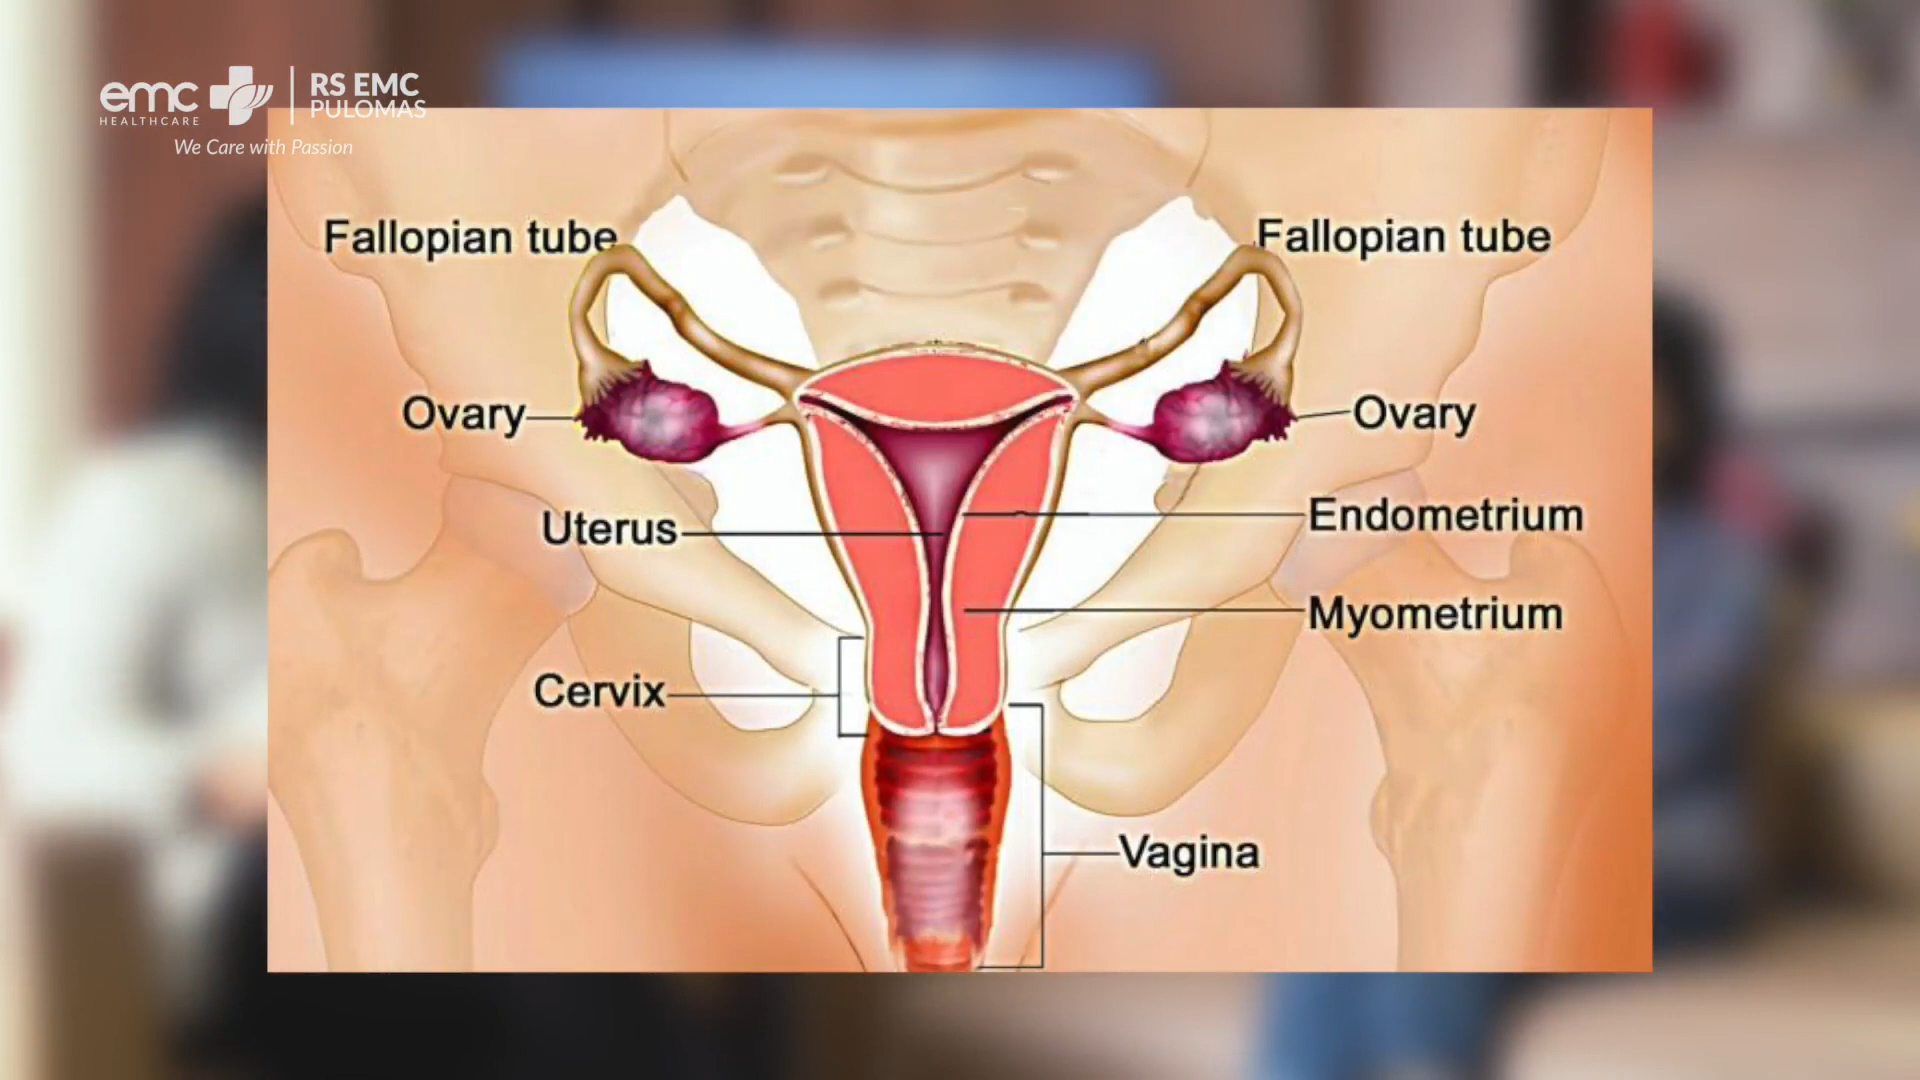 emc
HEALTHCARE
RS EMC
PULOMAS
We Care with Passion
Fallopian tube
Fallopian tube
Ovary
Ovary
Uterus
Endometrium
Myometrium
Cervix
Vagina